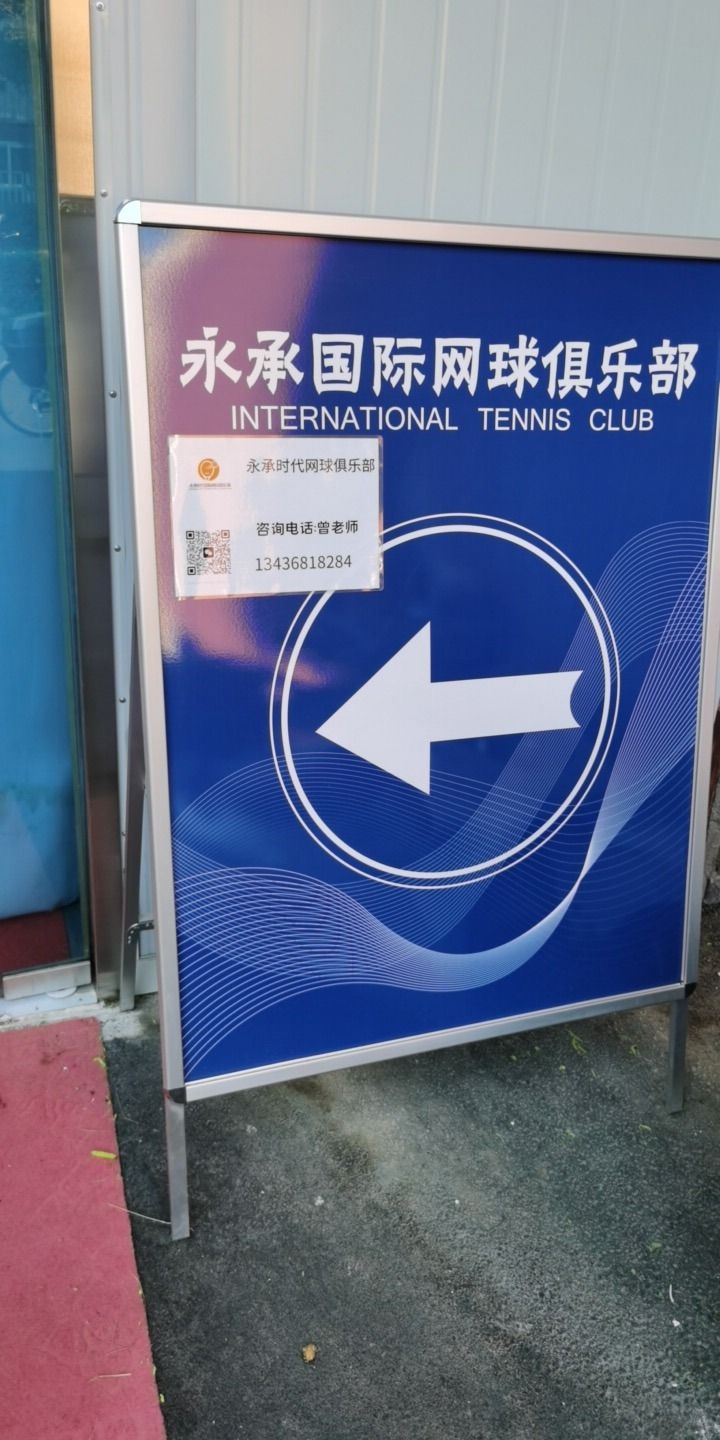 永承国际网球俱乐部
INTERNATIONAL TENNIS CLUB
永承时代网球俱乐部
咨询电话:曾老师
13436818284